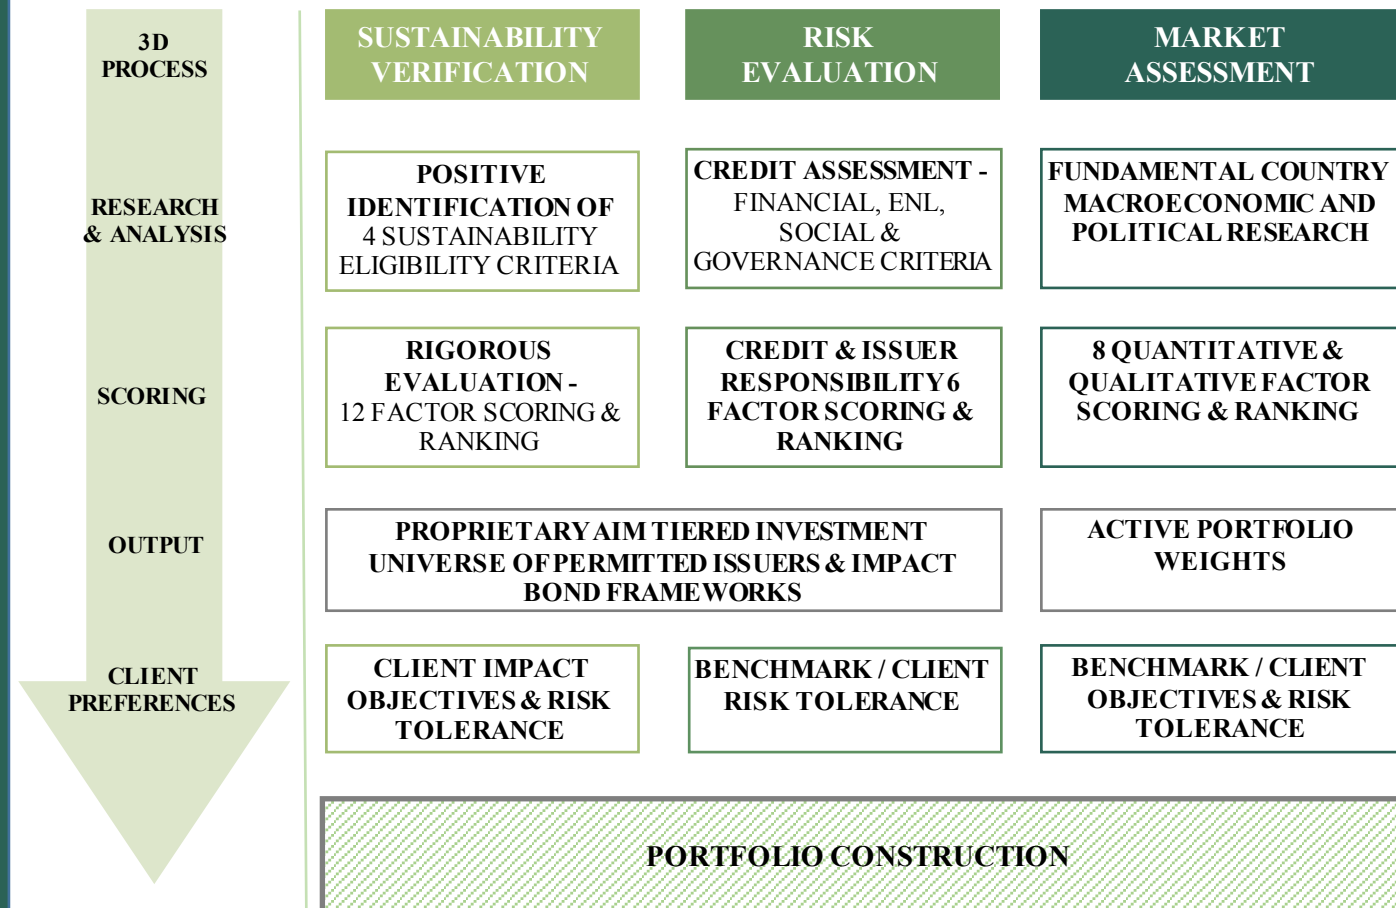 3D
PROCESS
SUSTAINABILITY
VERIFICATION
RISK
EVALUATION
MARKET
ASSESSMENT
RESEARCH
& ANALYSIS
POSITIVE
IDENTIFICATION OF
4 SUSTAINABILITY
ELIGIBILITY CRITERIA
CREDIT ASSESSMENT -
FINANCIAL, ENL,
SOCIAL &
GOVERNANCE CRITERIA
FUNDAMENTAL COUNTRY
MACROECONOMIC AND
POLITICAL RESEARCH
SCORING
RIGOROUS
EVALUATION -
12 FACTOR SCORING &
RANKING
CREDIT & ISSUER
RESPONSIBILITY 6
FACTOR SCORING &
RANKING
8 QUANTITATIVE &
QUALITATIVE FACTOR
SCORING & RANKING
OUTPUT
PROPRIETARY AIM TIERED INVESTMENT
UNIVERSE OF PERMITTED ISSUERS & IMPACT
BOND FRAMEWORKS
ACTIVE PORTFOLIO
WEIGHTS
CLIENT
PREFERENCES
CLIENT IMPACT
OBJECTIVES & RISK
TOLERANCE
BENCHMARK / CLIENT
RISK TOLERANCE
BENCHMARK / CLIENT
OBJECTIVES & RISK
TOLERANCE
PORTFOLIO CONSTRUCTION